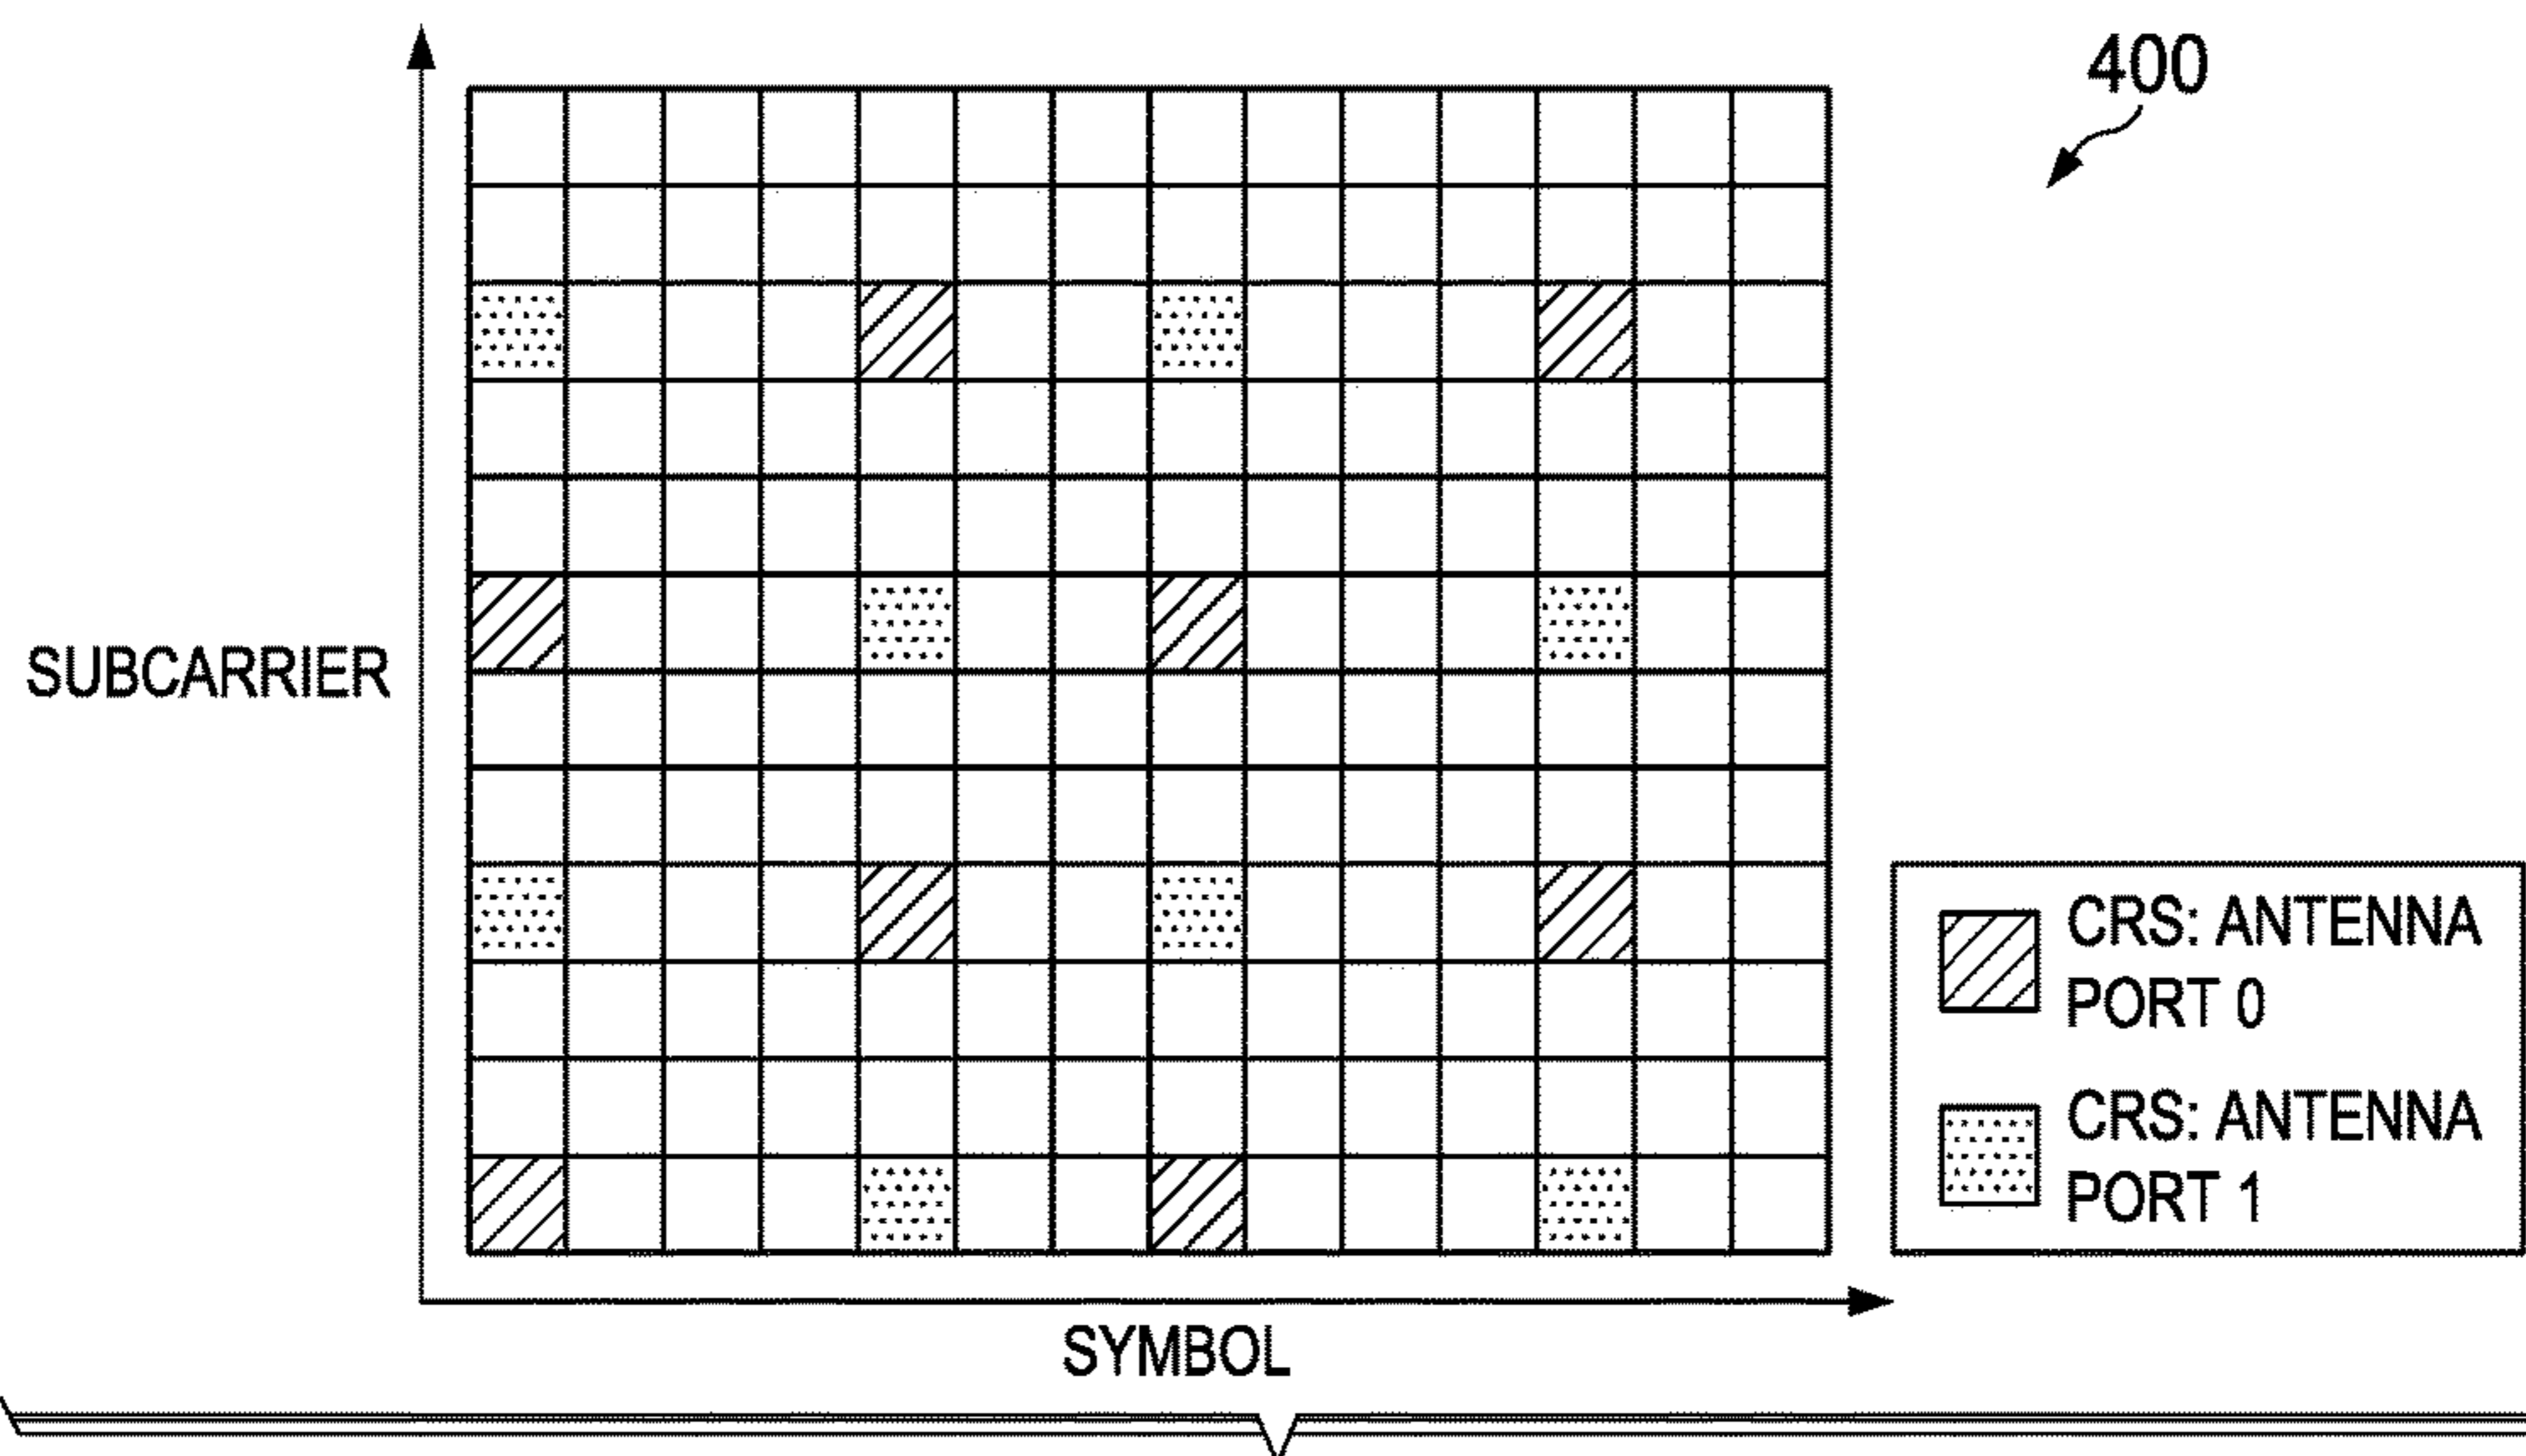 400
SUBCARRIER
CRS: ANTENNA
PORT 0
CRS: ANTENNA
PORT 1
SYMBOL